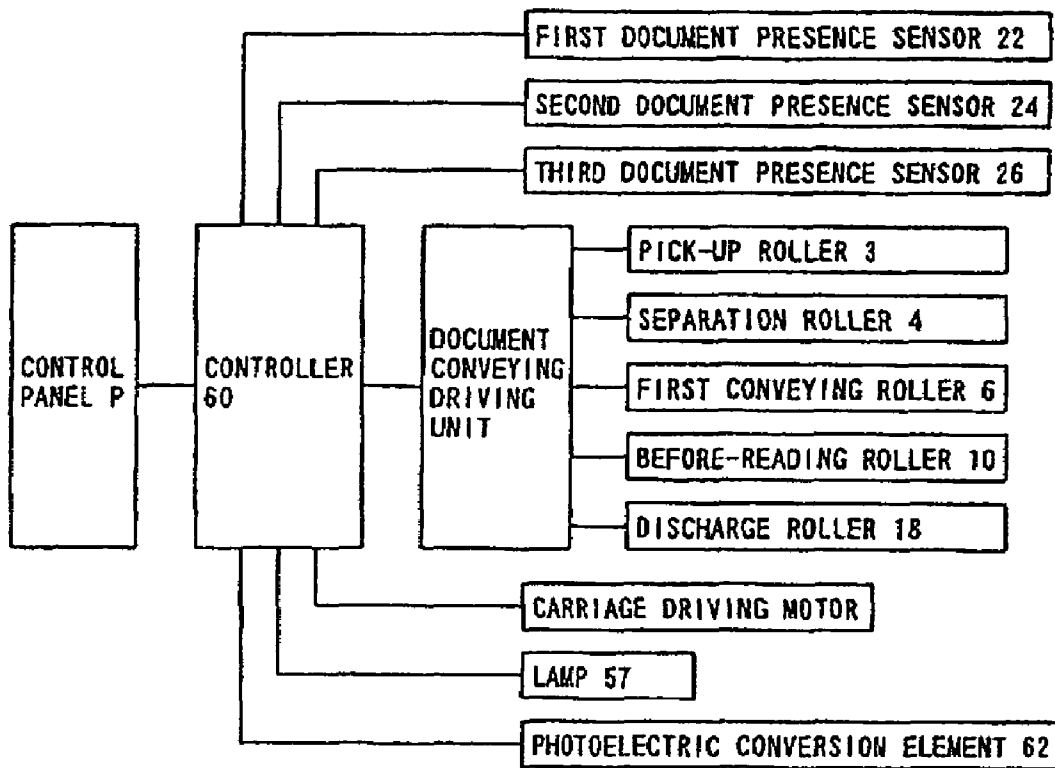 FIRST DOCUMENT PRESENCE SENSOR 22
SECOND DOCUMENT PRESENCE SENSOR 24
THIRD DOCUMENT PRESENCE SENSOR 26
CONTROL
PANEL P
CONTROLLER
60
DOCUMENT
CONVEYING
DRIVING
UNIT
PICK-UP ROLLER 3
SEPARATION ROLLER 4
FIRST CONVEYING ROLLER 6
BEFORE-READING ROLLER 10
DISCHARGE ROLLER 18
CARRIAGE DRIVING MOTOR
LAMP 57
PHOTOELECTRIC CONVERSION ELEMENT 62